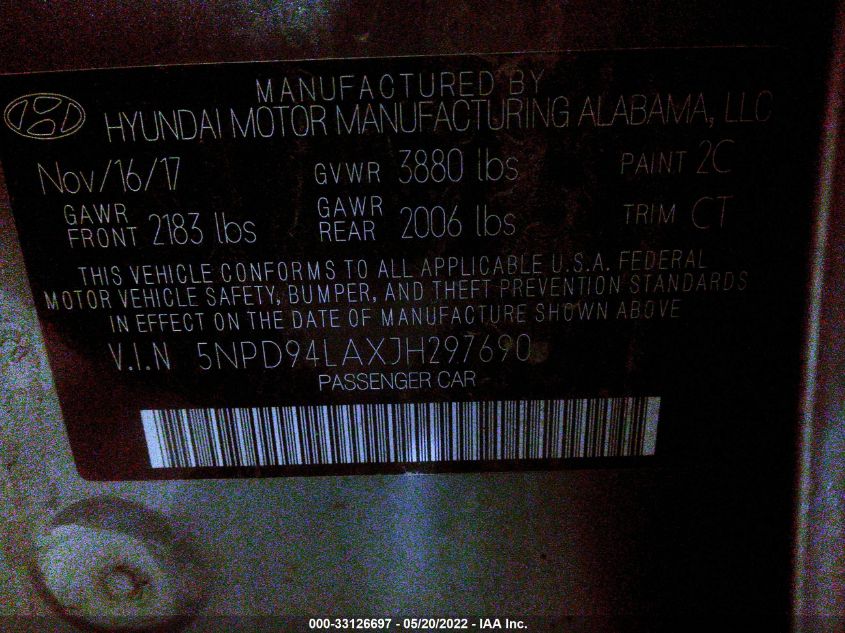 MANUFACTURED BY
HYUNDAI MOTOR MANUFACTURING ALABAMA, LLC
Nov/16/17 GVWR 3880 lbs PAINT 2C
GAWR FRONT 2183 lbs GAWR REAR 2006 lbs TRIM CT
THIS VEHICLE CONFORMS TO ALL APPLICABLE U.S.A. FEDERAL
MOTOR VEHICLE SAFETY, BUMPER, AND THEFT PREVENTION STANDARDS
IN EFFECT ON THE DATE OF MANUFACTURE SHOWN ABOVE
V.I.N 5NPD94LAXJH297690
PASSENGER CAR
000-33126697 - 05/20/2022 - IAA Inc.